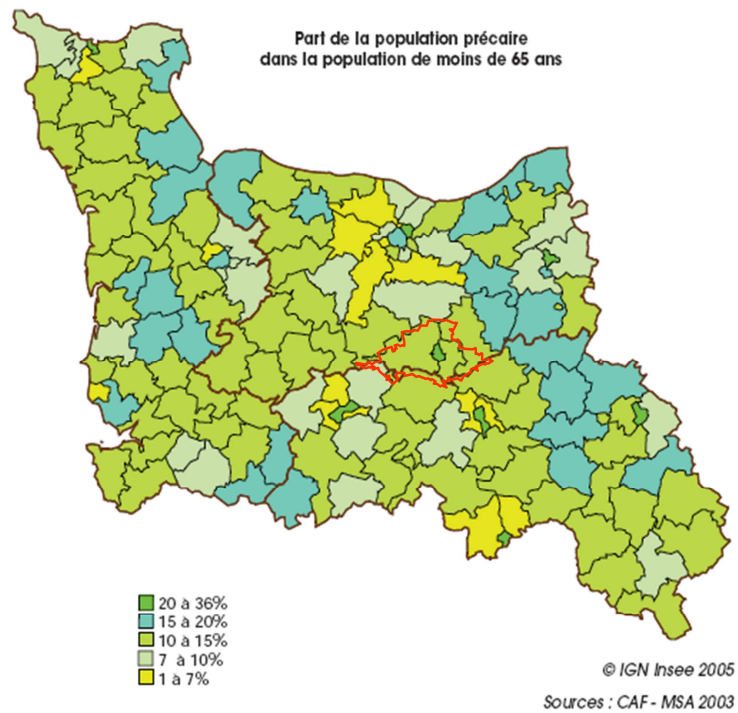 Part de la population précaire
dans la population de moins de 65 ans
20 à 36%
15 à 20%
10 à 15%
7 à 10%
1 à 7%
© IGN Insee 2005
Sources : CAF - MSA 2003